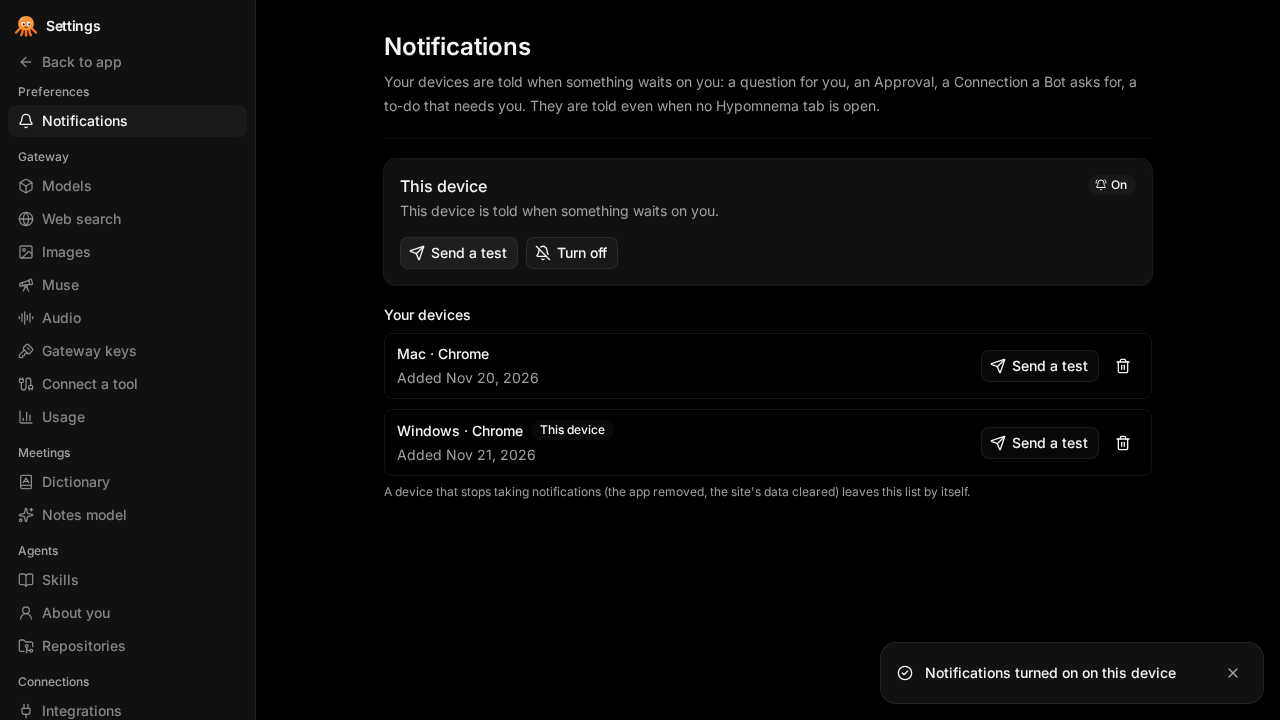 Settings
Back to app
Preferences
Notifications
Gateway
Models
Web search
Images
Muse
Audio
Gateway keys
Connect a tool
Usage
Meetings
Dictionary
Notes model
Agents
Skills
About you
Repositories
Connections
Integrations
Notifications
Your devices are told when something waits on you: a question for you, an Approval, a Connection a Bot asks for, a
to-do that needs you. They are told even when no Hypomnema tab is open.
This device
On
This device is told when something waits on you.
Send a test
Turn off
Your devices
Mac · Chrome
Added Nov 20, 2026
Send a test
Windows · Chrome This device
Added Nov 21, 2026
Send a test
A device that stops taking notifications (the app removed, the site's data cleared) leaves this list by itself.
Notifications turned on on this device